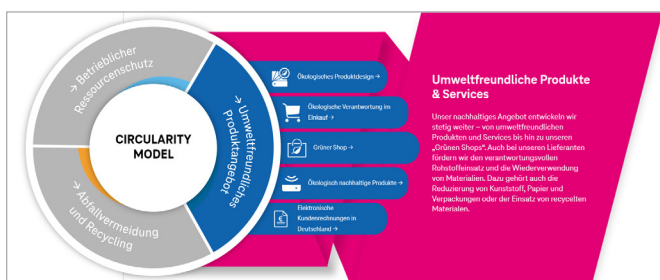 → Betrieblicher
Ressourcenschutz
CIRCULARITY
MODEL
→ Abfallvermeidung
und Recycling
→ Umweltfreundliches
Produktangebot
Ökologisches Produktdesign →
Ökologische Verantwortung im
Einkauf →
Grüner Shop →
Ökologisch nachhaltige Produkte →
Elektronische
Kundenrechnungen in
Deutschland →
Umweltfreundliche Produkte
& Services
Unser nachhaltiges Angebot entwickeln wir
stetig weiter – von umweltfreundlichen
Produkten und Services bis hin zu unseren
„Grünen Shops“. Auch bei unseren Lieferanten
fördern wir den verantwortungsvollen
Rohstoffeinsatz und die Wiederverwendung
von Materialien. Dazu gehört auch die
Reduzierung von Kunststoff, Papier und
Verpackungen oder der Einsatz von recycelten
Materialen.